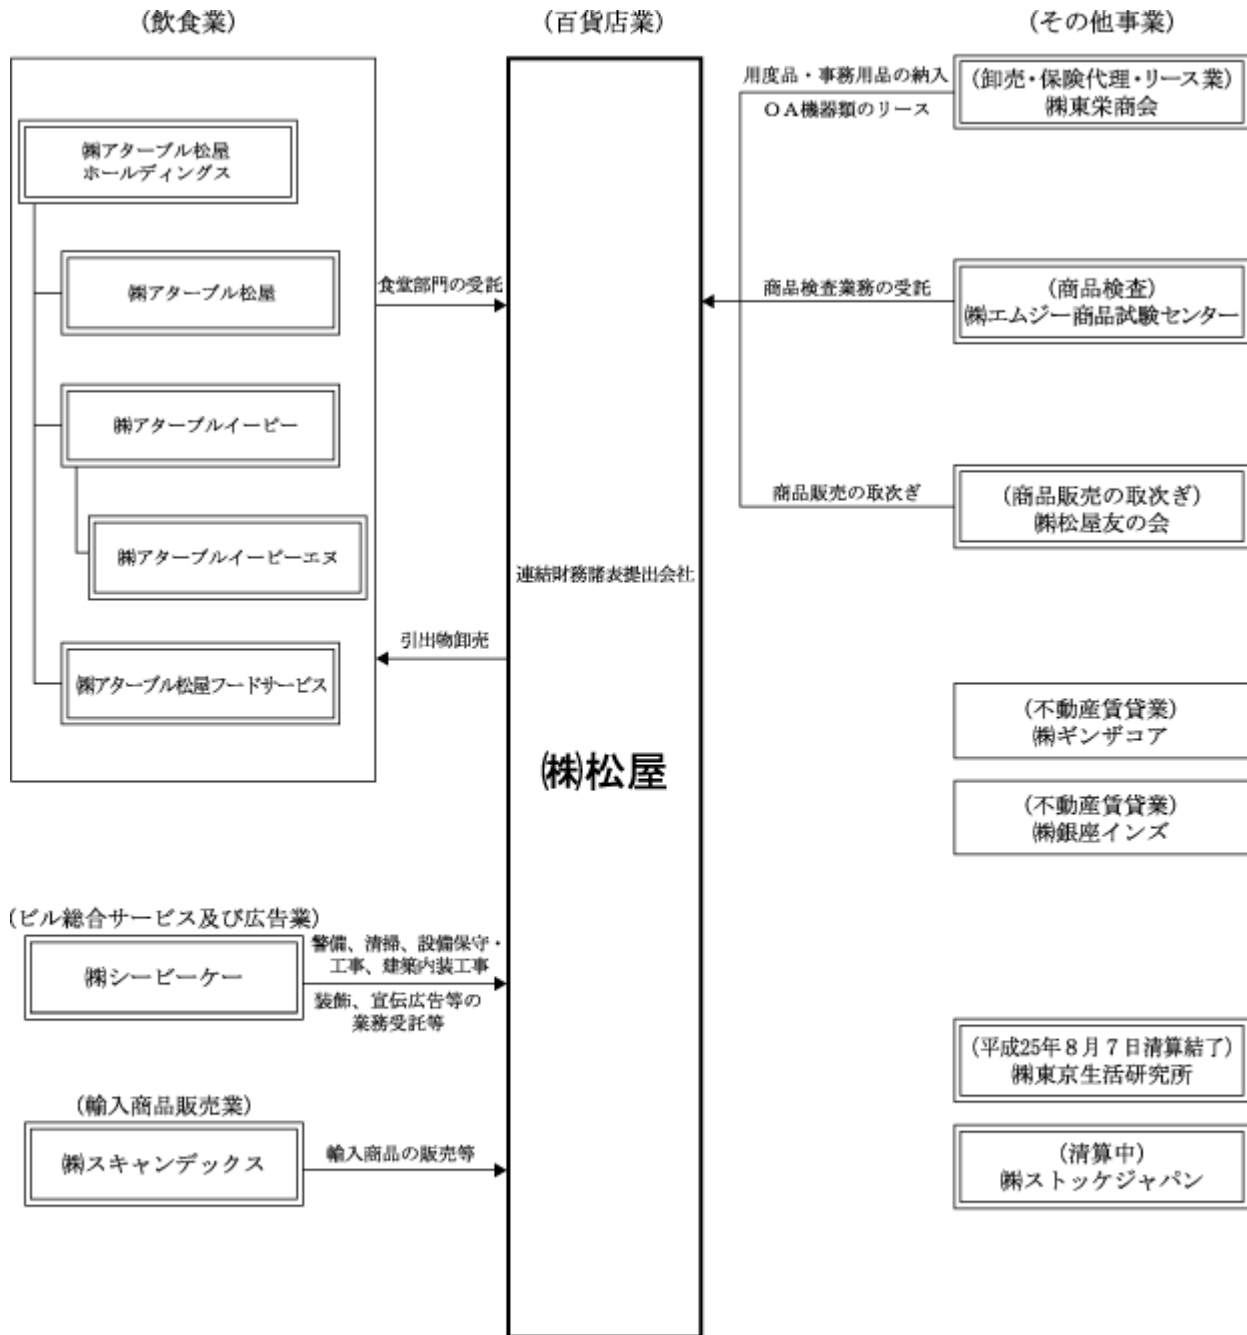 (飲食業)
㈱アターブル松屋
ホールディングス
㈱アターブル松屋
㈱アターブルイーピー
㈱アターブルイーピーエヌ
㈱アターブル松屋フードサービス
食堂部門の受託
引出物卸売
(ビル総合サービス及び広告業)
㈱シービーケー
警備、清掃、設備保守・
工事、建築内装工事
装飾、宣伝広告等の
業務受託等
(輸入商品販売業)
㈱スキャンデックス
輸入商品の販売等
(百貨店業)
連結財務諸表提出会社
㈱松屋
(その他事業)
用度品・事務用品の納入
ＯＡ機器類のリース
(卸売・保険代理・リース業)
㈱東栄商会
商品検査業務の受託
(商品検査)
㈱エムジー商品試験センター
商品販売の取次ぎ
(商品販売の取次ぎ)
㈱松屋友の会
(不動産賃貸業)
㈱ギンザコア
(不動産賃貸業)
㈱銀座インズ
(平成25年８月７日清算結了)
㈱東京生活研究所
(清算中)
㈱ストッケジャパン